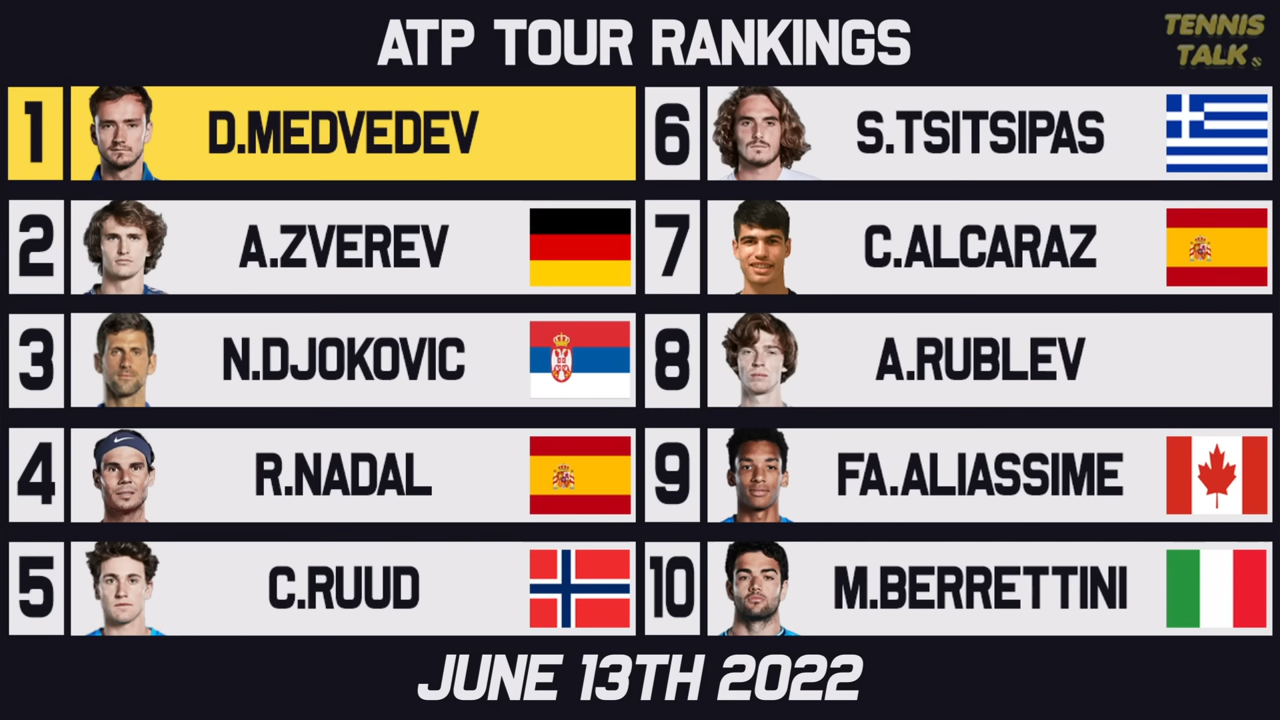 ATP TOUR RANKINGS
TENNIS
TALK
1 D.MEDVEDEV
2 A.ZVEREV
3 N.DJOKOVIC
4 R.NADAL
5 C.RUUD
6 S.TSITSIPAS
7 C.ALCARAZ
8 A.RUBLEV
9 FA.ALIASSIME
10 M.BERRETTINI
JUNE 13TH 2022